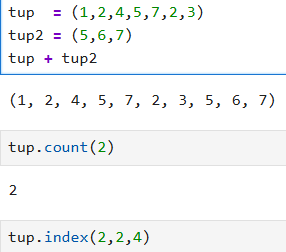 tup  = (1,2,4,5,7,2,3)
tup2 = (5,6,7)
tup + tup2
(1, 2, 4, 5, 7, 2, 3, 5, 6, 7)
tup.count(2)
2
tup.index(2,2,4)